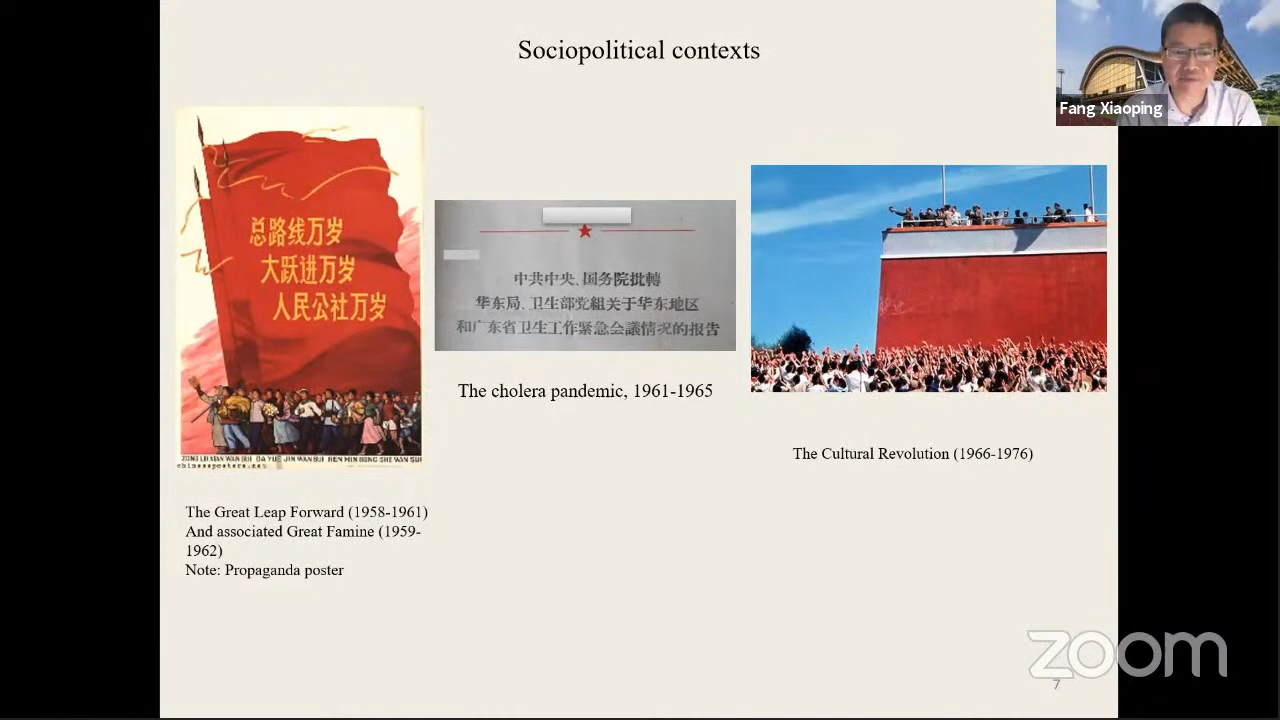 Sociopolitical contexts
Fang Xiaoping
总路线万岁
大跃进万岁
人民公社万岁
ZONG LU XIAN WAN SUI DA YUE JIN WAN SUI REN MIN GONG SHE WAN SUI
chineseposters.net
The Great Leap Forward (1958-1961)
And associated Great Famine (1959-
1962)
Note: Propaganda poster
中共中央、国务院批轉
华东局、卫生部党組关于华东地区
和广东省卫生工作紧急会議情况的报告
The cholera pandemic, 1961-1965
The Cultural Revolution (1966-1976)
zoom
7